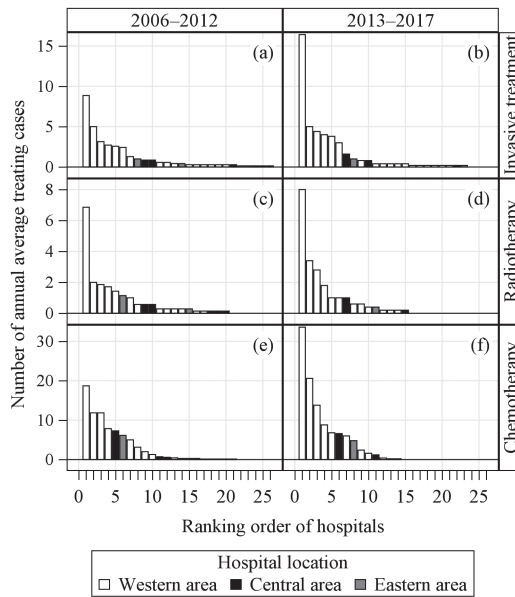 2006–2012 2013–2017
Number of annual average treating cases
15
10
5
0
(a) (b)
Invasive treatment
8
6
4
2
0
(c) (d)
Radiotherapy
30
20
10
0
(e) (f)
Chemotherapy
0 5 10 15 20 25 0 5 10 15 20 25
Ranking order of hospitals
Hospital location
Western area Central area Eastern area